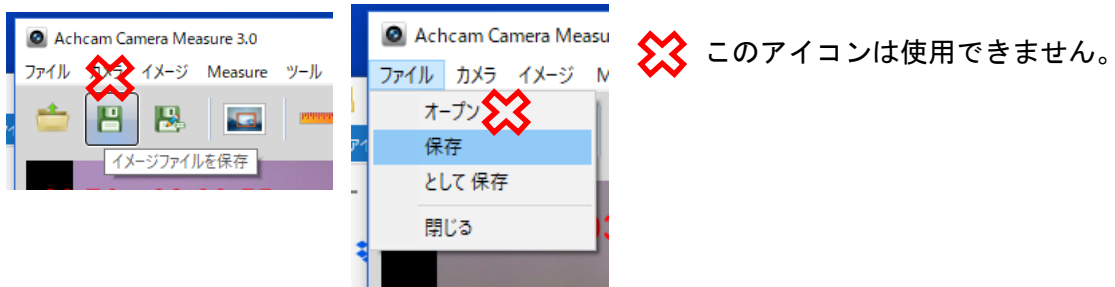 Achcam Camera Measure 3.0
ファイル カメラ イメージ Measure ツール
イメージファイルを保存
Achcam Camera Measu
ファイル カメラ イメージ M
オープン
保存
として 保存
閉じる
このアイコンは使用できません。